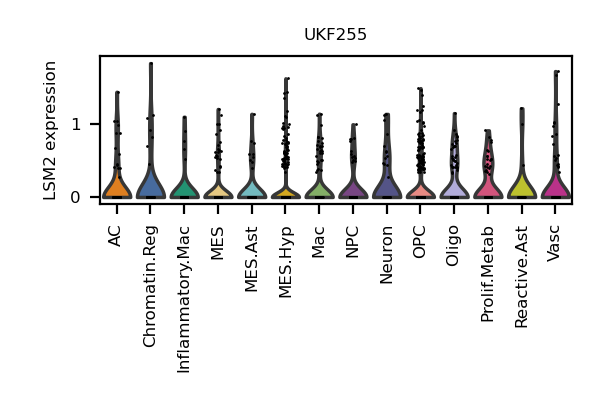 UKF255
LSM2 expression
1
0
AC
Chromatin.Reg
Inflammatory.Mac
MES
MES.Ast
MES.Hyp
Mac
NPC
Neuron
OPC
Oligo
Prolif.Metab
Reactive.Ast
Vasc